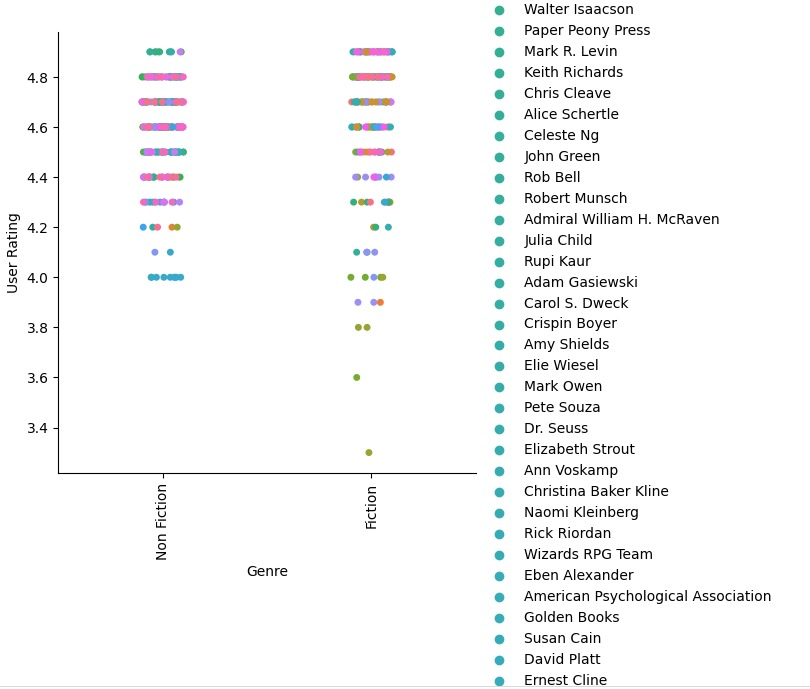 4.8
4.6
4.4
4.2
4.0
3.8
3.6
3.4
User Rating
Non Fiction
Fiction
Genre
Walter Isaacson
Paper Peony Press
Mark R. Levin
Keith Richards
Chris Cleave
Alice Schertle
Celeste Ng
John Green
Rob Bell
Robert Munsch
Admiral William H. McRaven
Julia Child
Rupi Kaur
Adam Gasiewski
Carol S. Dweck
Crispin Boyer
Amy Shields
Elie Wiesel
Mark Owen
Pete Souza
Dr. Seuss
Elizabeth Strout
Ann Voskamp
Christina Baker Kline
Naomi Kleinberg
Rick Riordan
Wizards RPG Team
Eben Alexander
American Psychological Association
Golden Books
Susan Cain
David Platt
Ernest Cline